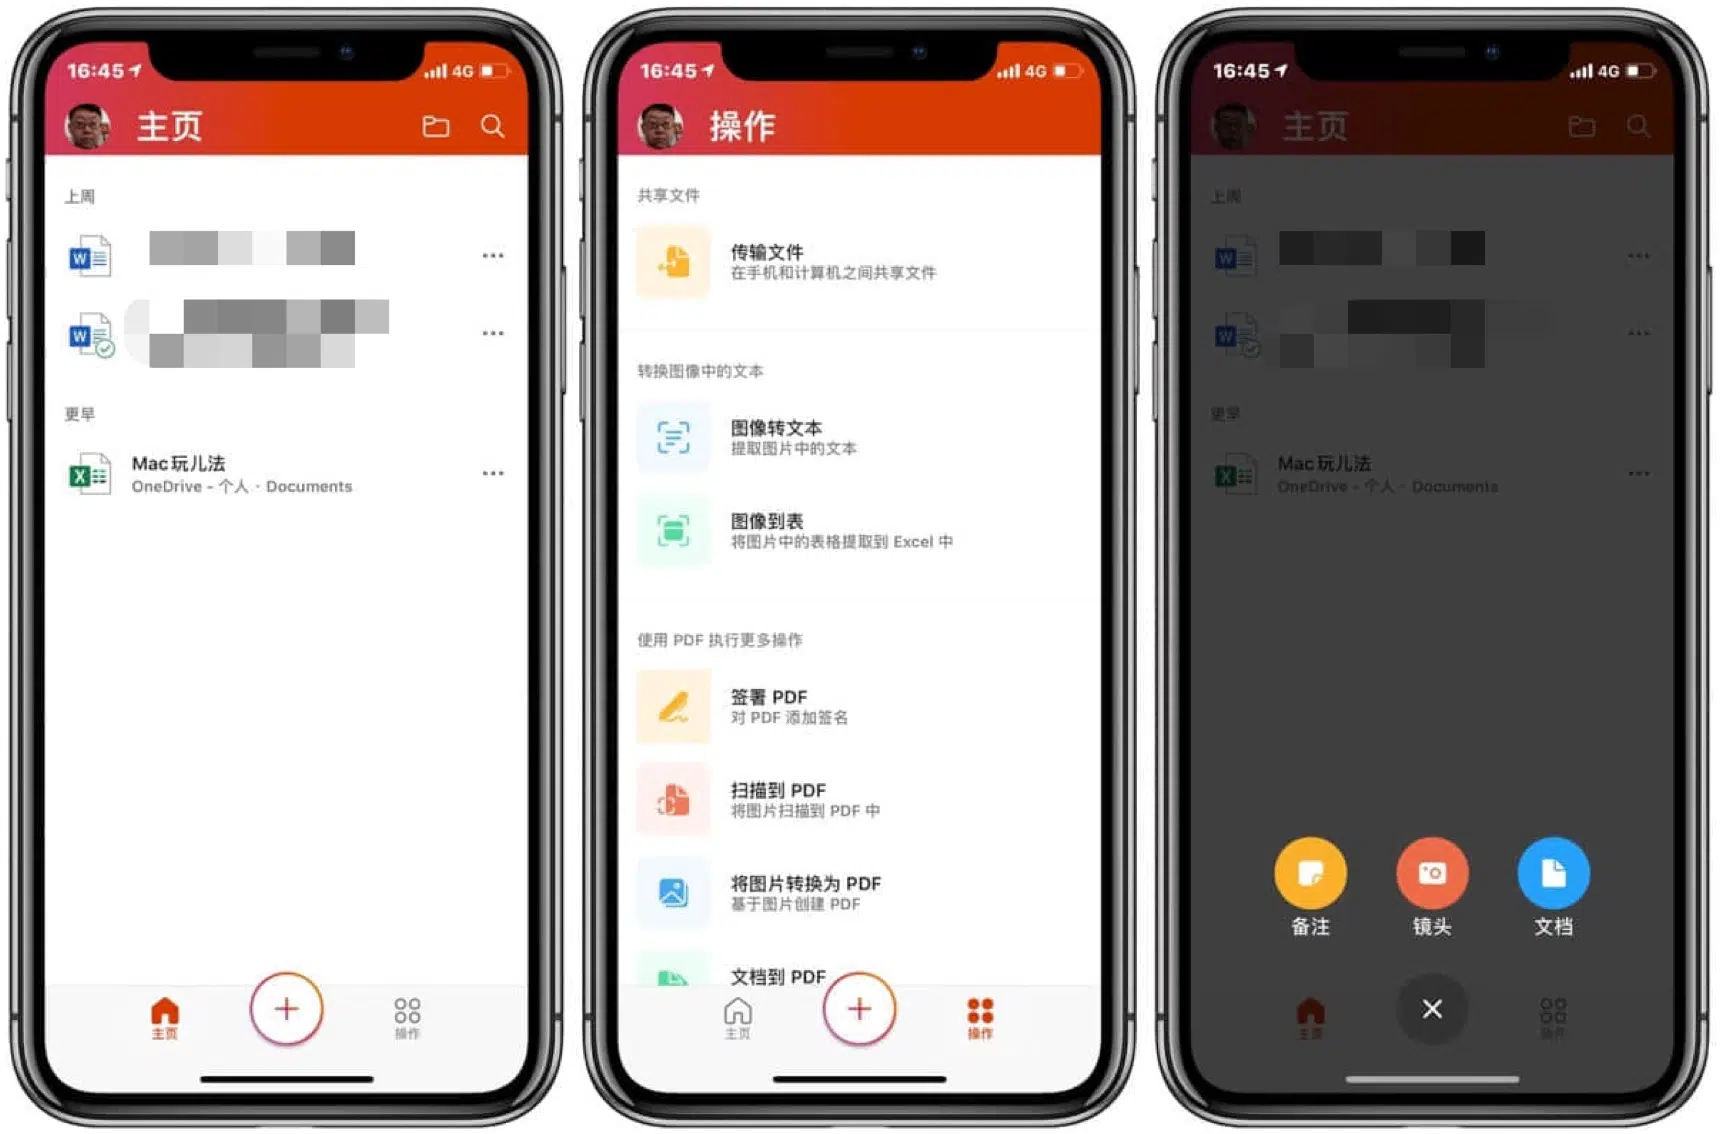 16:45
4G
主页
上周
W
W
更早
X
Mac玩儿法
OneDrive - 个人 · Documents
主页
操作
16:45
4G
操作
共享文件
传输文件
在手机和计算机之间共享文件
转换图像中的文本
图像转文本
提取图片中的文本
图像到表
将图片中的表格提取到 Excel 中
使用 PDF 执行更多操作
签署 PDF
对 PDF 添加签名
扫描到 PDF
将图片扫描到 PDF 中
将图片转换为 PDF
基于图片创建 PDF
文档到 PDF
主页
操作
16:45
4G
主页
上周
W
W
更早
X
Mac玩儿法
OneDrive - 个人 · Documents
备注
镜头
文档
主页
操作